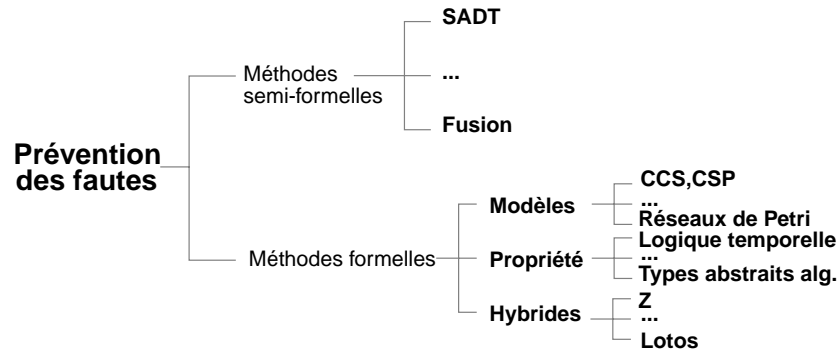 SADT
Méthodes
semi-formelles
...
Fusion
Prévention
des fautes
Méthodes formelles
Modèles
CCS,CSP
...
Réseaux de Petri
Propriété
Logique temporelle
...
Types abstraits alg.
Hybrides
Z
...
Lotos